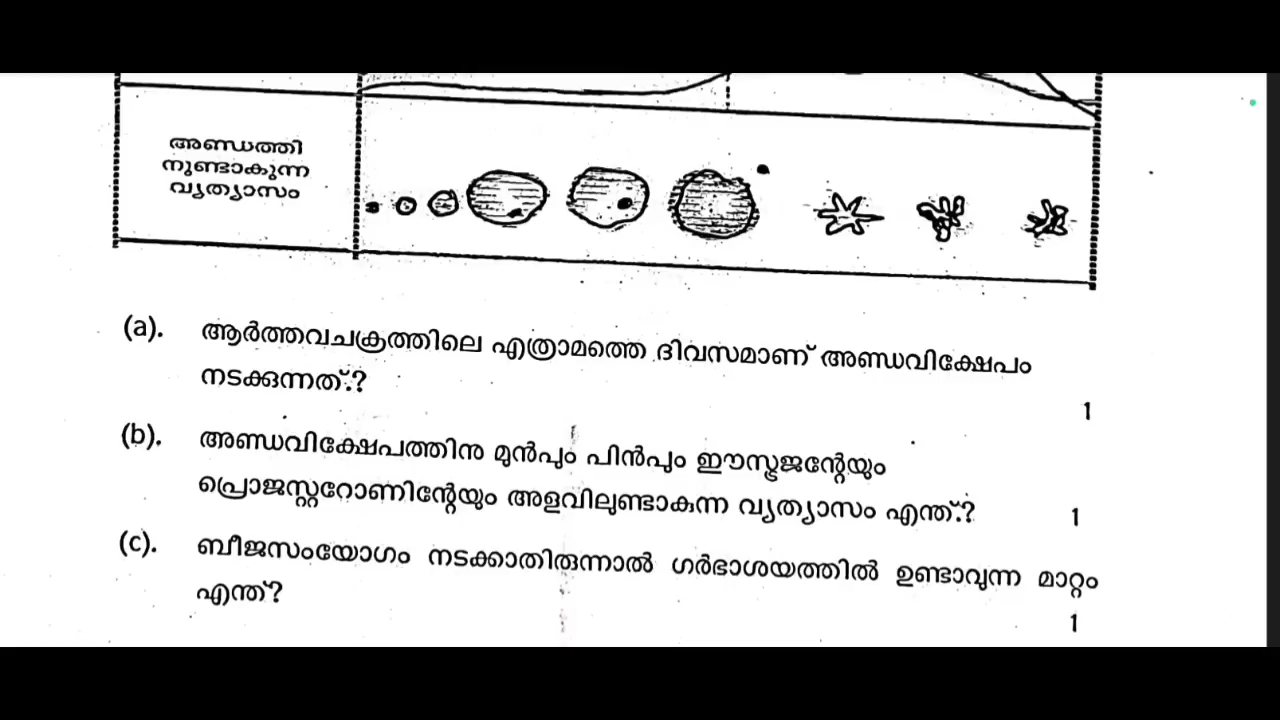 അണ്ഡത്തി
നുണ്ടാകുന്ന
വ്യത്യാസം
(a). ആർത്തവചക്രത്തിലെ എത്രാമത്തെ ദിവസമാണ് അണ്ഡവിക്ഷേപം
നടക്കുന്നത്.?
1
(b). അണ്ഡവിക്ഷേപത്തിനു മുൻപും പിൻപും ഈസ്ട്രജന്റേയും
പ്രൊജസ്റ്ററോണിന്റേയും അളവിലുണ്ടാകുന്ന വ്യത്യാസം എന്ത്.? 1
(c). ബീജസംയോഗം നടക്കാതിരുന്നാൽ ഗർഭാശയത്തിൽ ഉണ്ടാവുന്ന മാറ്റം
എന്ത്?
1